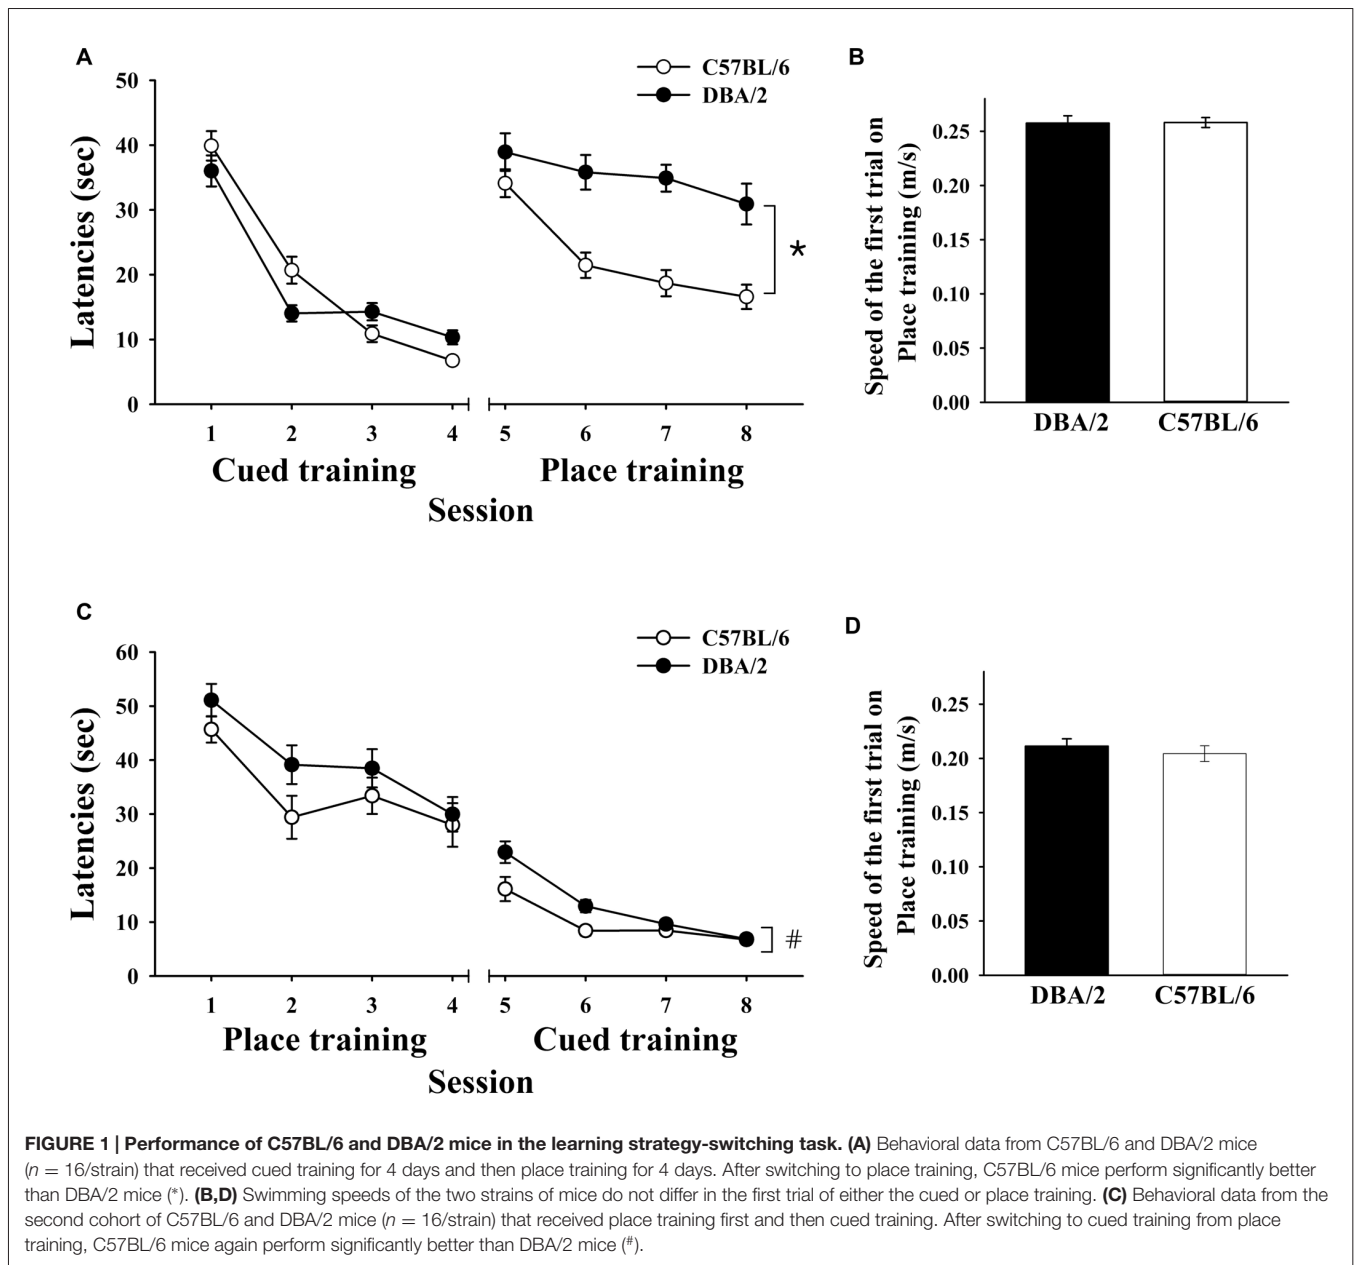 A
C57BL/6
DBA/2
50
40
30
20
10
0
Latencies (sec)
*
1 2 3 4 5 6 7 8
Cued training Place training
Session
B
Speed of the first trial on
Place training (m/s)
0.25
0.20
0.15
0.10
0.05
0.00
DBA/2 C57BL/6
C
C57BL/6
DBA/2
60
50
40
30
20
10
0
Latencies (sec)
#
1 2 3 4 5 6 7 8
Place training Cued training
Session
D
Speed of the first trial on
Place training (m/s)
0.25
0.20
0.15
0.10
0.05
0.00
DBA/2 C57BL/6
FIGURE 1 | Performance of C57BL/6 and DBA/2 mice in the learning strategy-switching task. (A) Behavioral data from C57BL/6 and DBA/2 mice
(n = 16/strain) that received cued training for 4 days and then place training for 4 days. After switching to place training, C57BL/6 mice perform significantly better
than DBA/2 mice (*). (B,D) Swimming speeds of the two strains of mice do not differ in the first trial of either the cued or place training. (C) Behavioral data from the
second cohort of C57BL/6 and DBA/2 mice (n = 16/strain) that received place training first and then cued training. After switching to cued training from place
training, C57BL/6 mice again perform significantly better than DBA/2 mice (#).